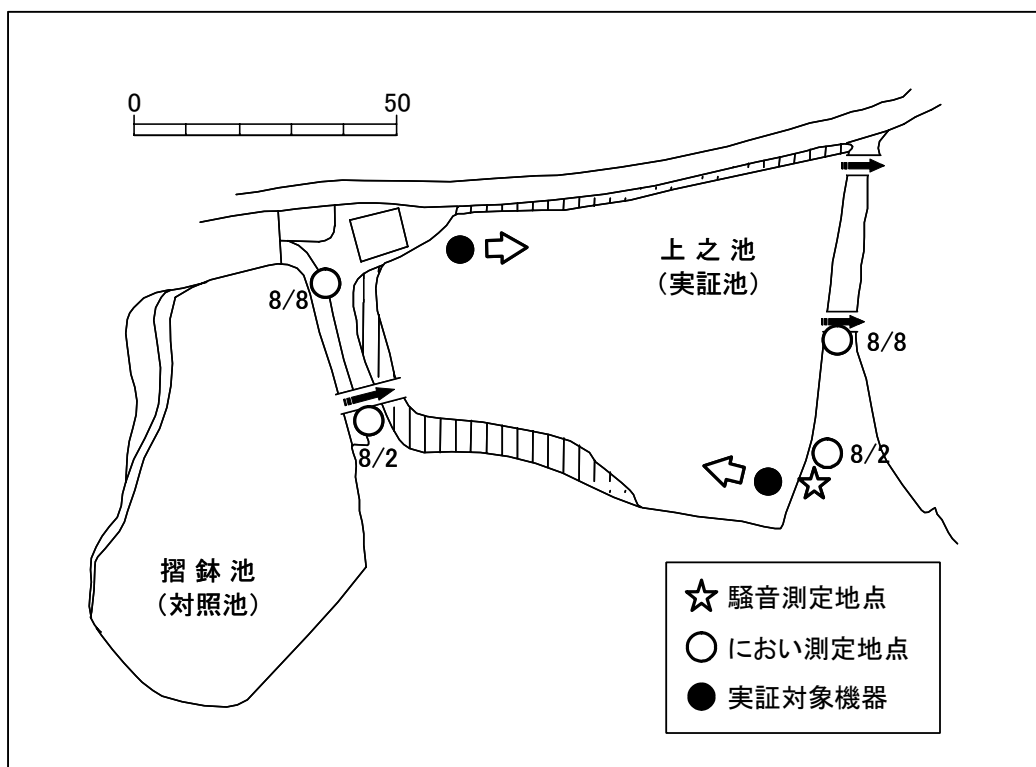 0 50
上之池
（実証池）
8/8
8/8
8/2
8/2
摺鉢池
（対照池）
騒音測定地点
におい測定地点
実証対象機器